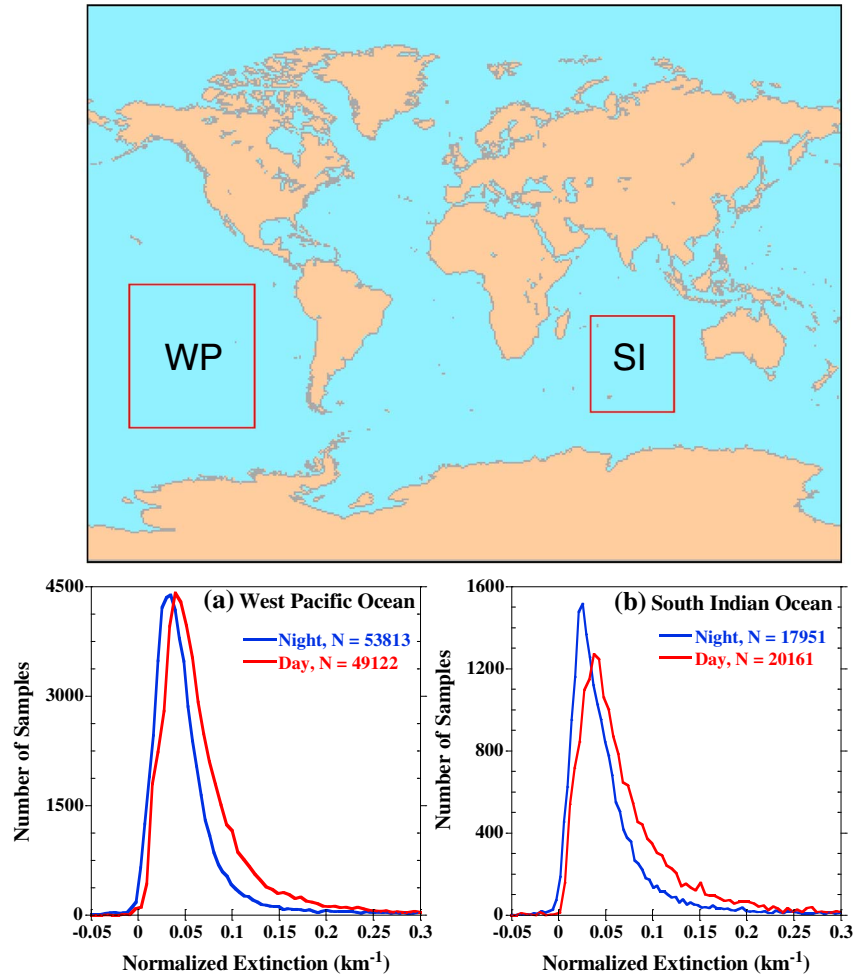 WP
SI
(a) West Pacific Ocean
Night, N = 53813
Day, N = 49122
4500
3000
1500
0
Number of Samples
-0.05 0 0.05 0.1 0.15 0.2 0.25 0.3
Normalized Extinction (km⁻¹)
(b) South Indian Ocean
Night, N = 17951
Day, N = 20161
1600
1200
800
400
0
Number of Samples
-0.05 0 0.05 0.1 0.15 0.2 0.25 0.3
Normalized Extinction (km⁻¹)